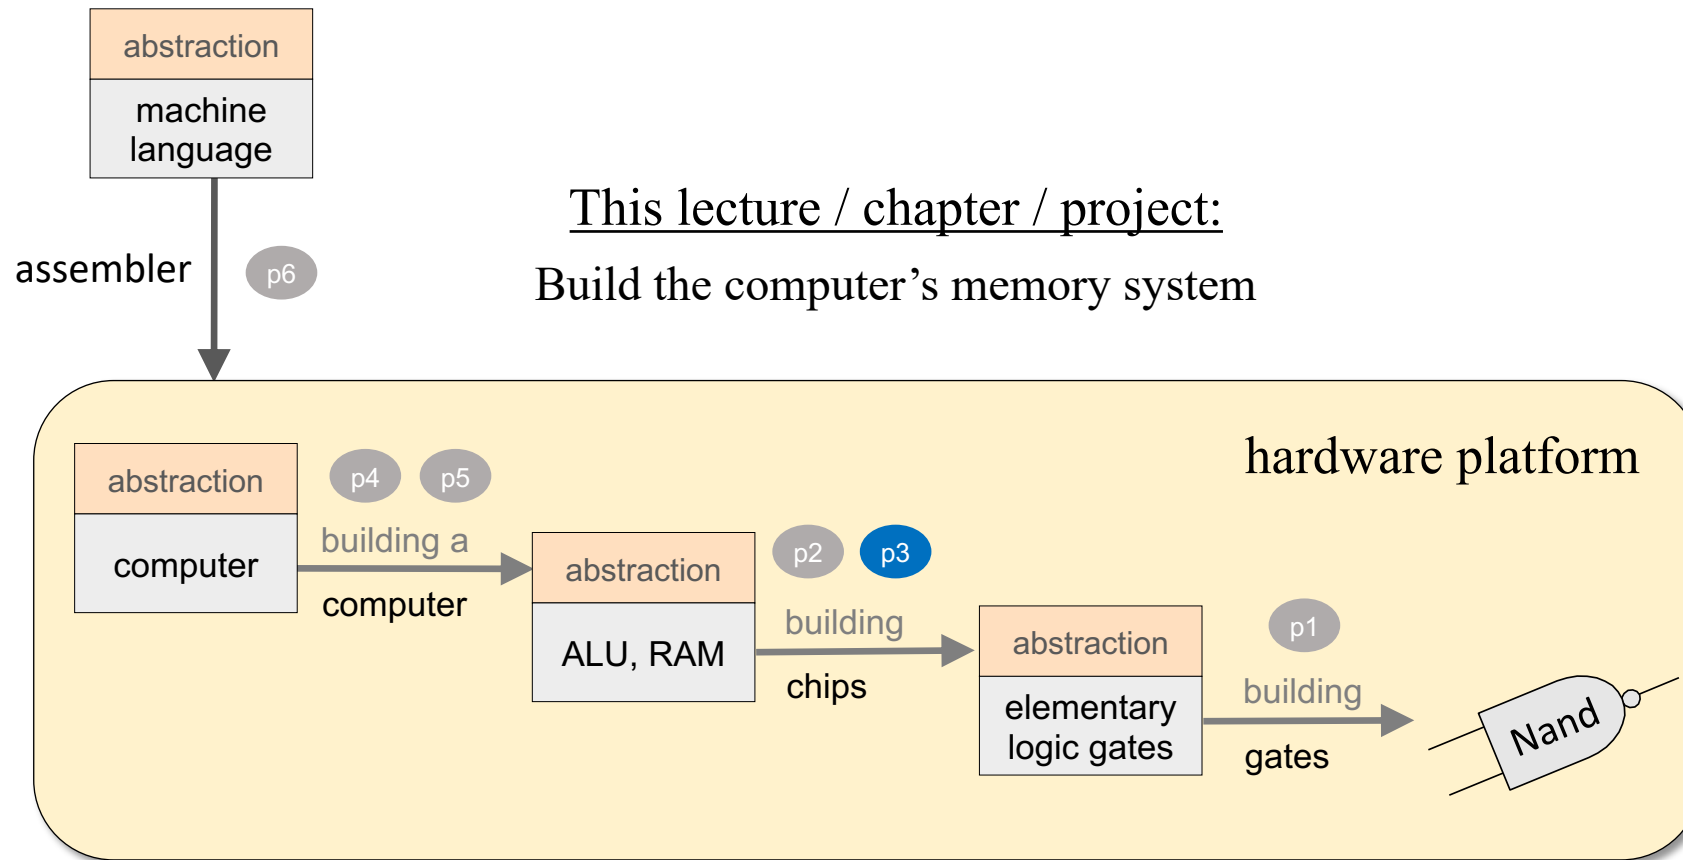 abstraction
machine
language
This lecture / chapter / project:
assembler
p6
Build the computer’s memory system
hardware platform
abstraction
computer
p4
p5
building a
computer
abstraction
ALU, RAM
p2
p3
building
chips
abstraction
elementary
logic gates
p1
building
gates
Nand